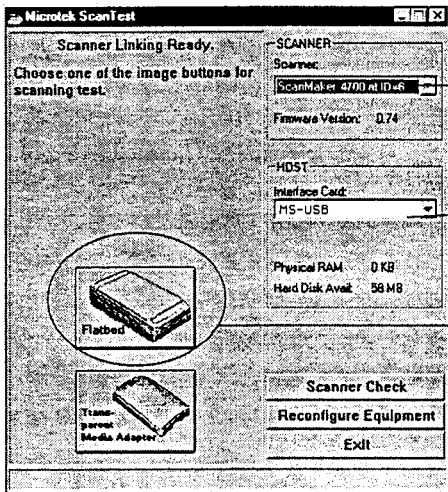 Microtek ScanTest
Scanner Linking Ready.
Choose one of the image buttons for
scanning test.
Flatbed
Trans-
parent
Media Adapter
SCANNER
Scanner:
ScanMaker 4700 at ID=6
Firmware Version: 0.74
HOST
Interface Card:
MS-USB
Physical RAM: 0 KB
Hard Disk Avail: 58 MB
Scanner Check
Reconfigure Equipment
Exit